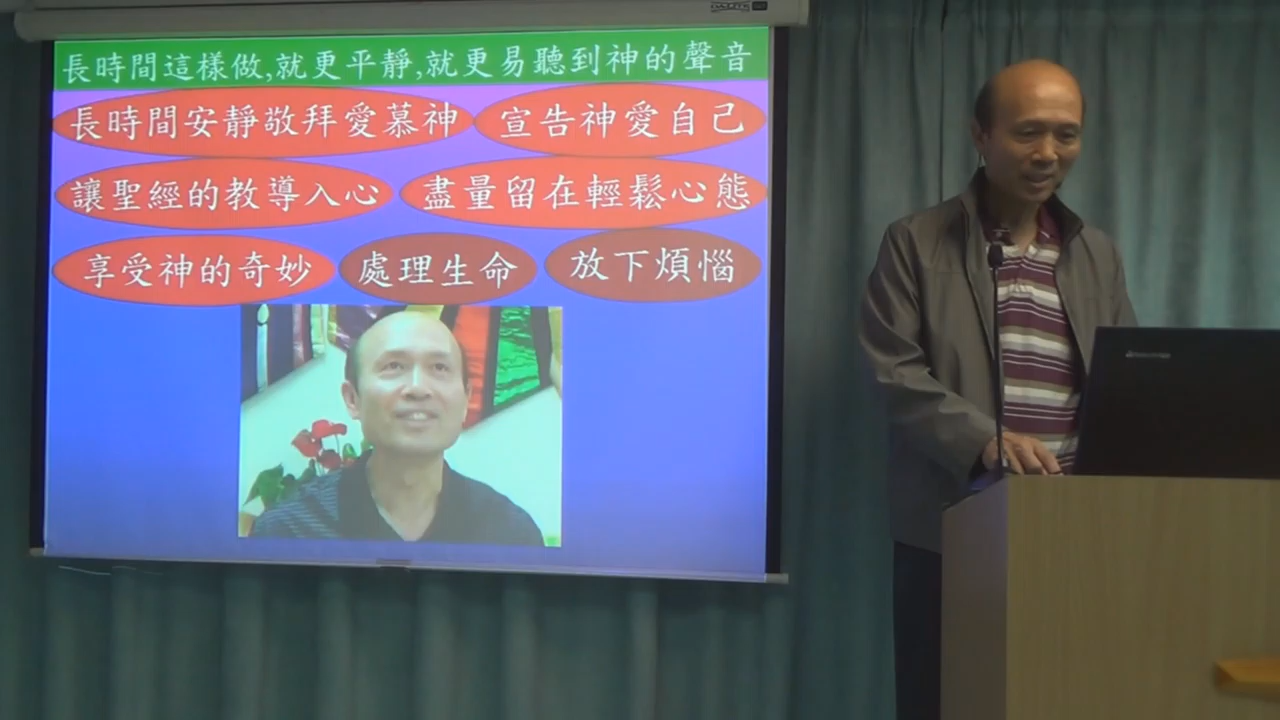 長時間這樣做,就更平靜,就更易聽到神的聲音
長時間安靜敬拜愛慕神 宣告神愛自己
讓聖經的教導入心 盡量留在輕鬆心態
享受神的奇妙 處理生命 放下煩惱